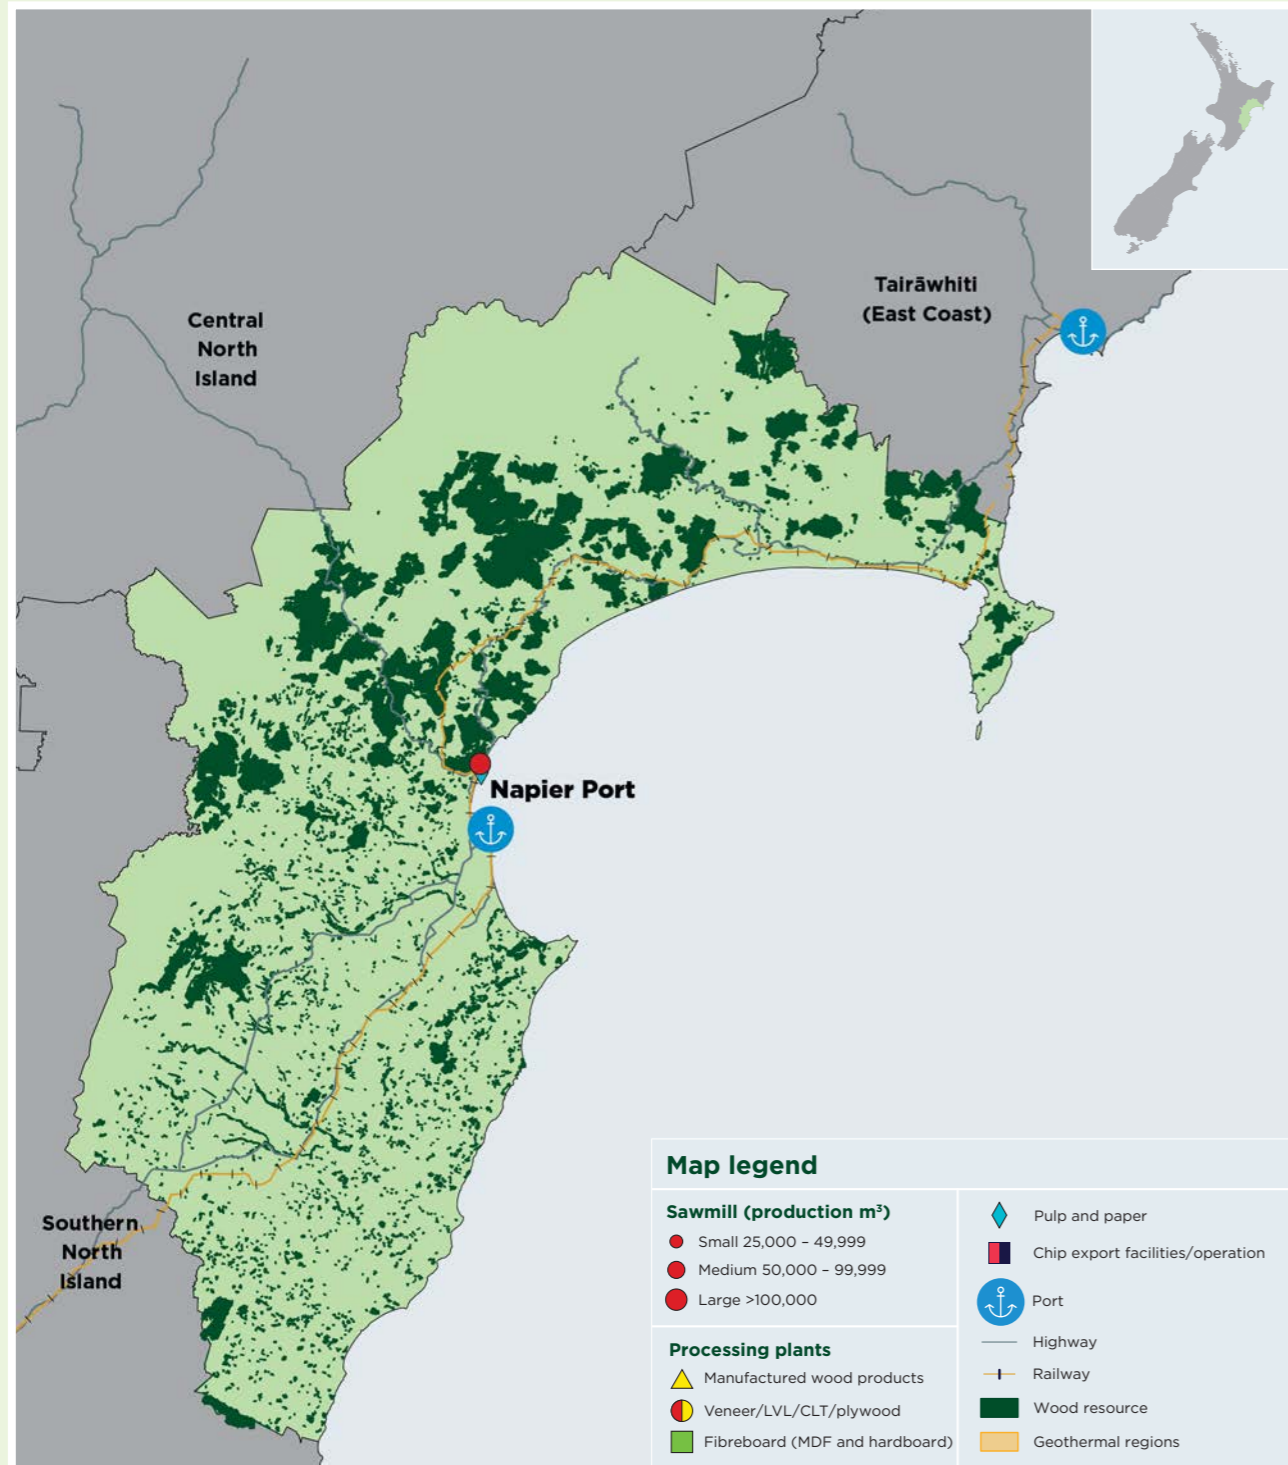 Central
North
Island
Tairāwhiti
(East Coast)
Napier Port
Southern
North
Island
Map legend
Sawmill (production m³)
Small 25,000 – 49,999
Medium 50,000 – 99,999
Large >100,000
Processing plants
Manufactured wood products
Veneer/LVL/CLT/plywood
Fibreboard (MDF and hardboard)
Pulp and paper
Chip export facilities/operation
Port
Highway
Railway
Wood resource
Geothermal regions